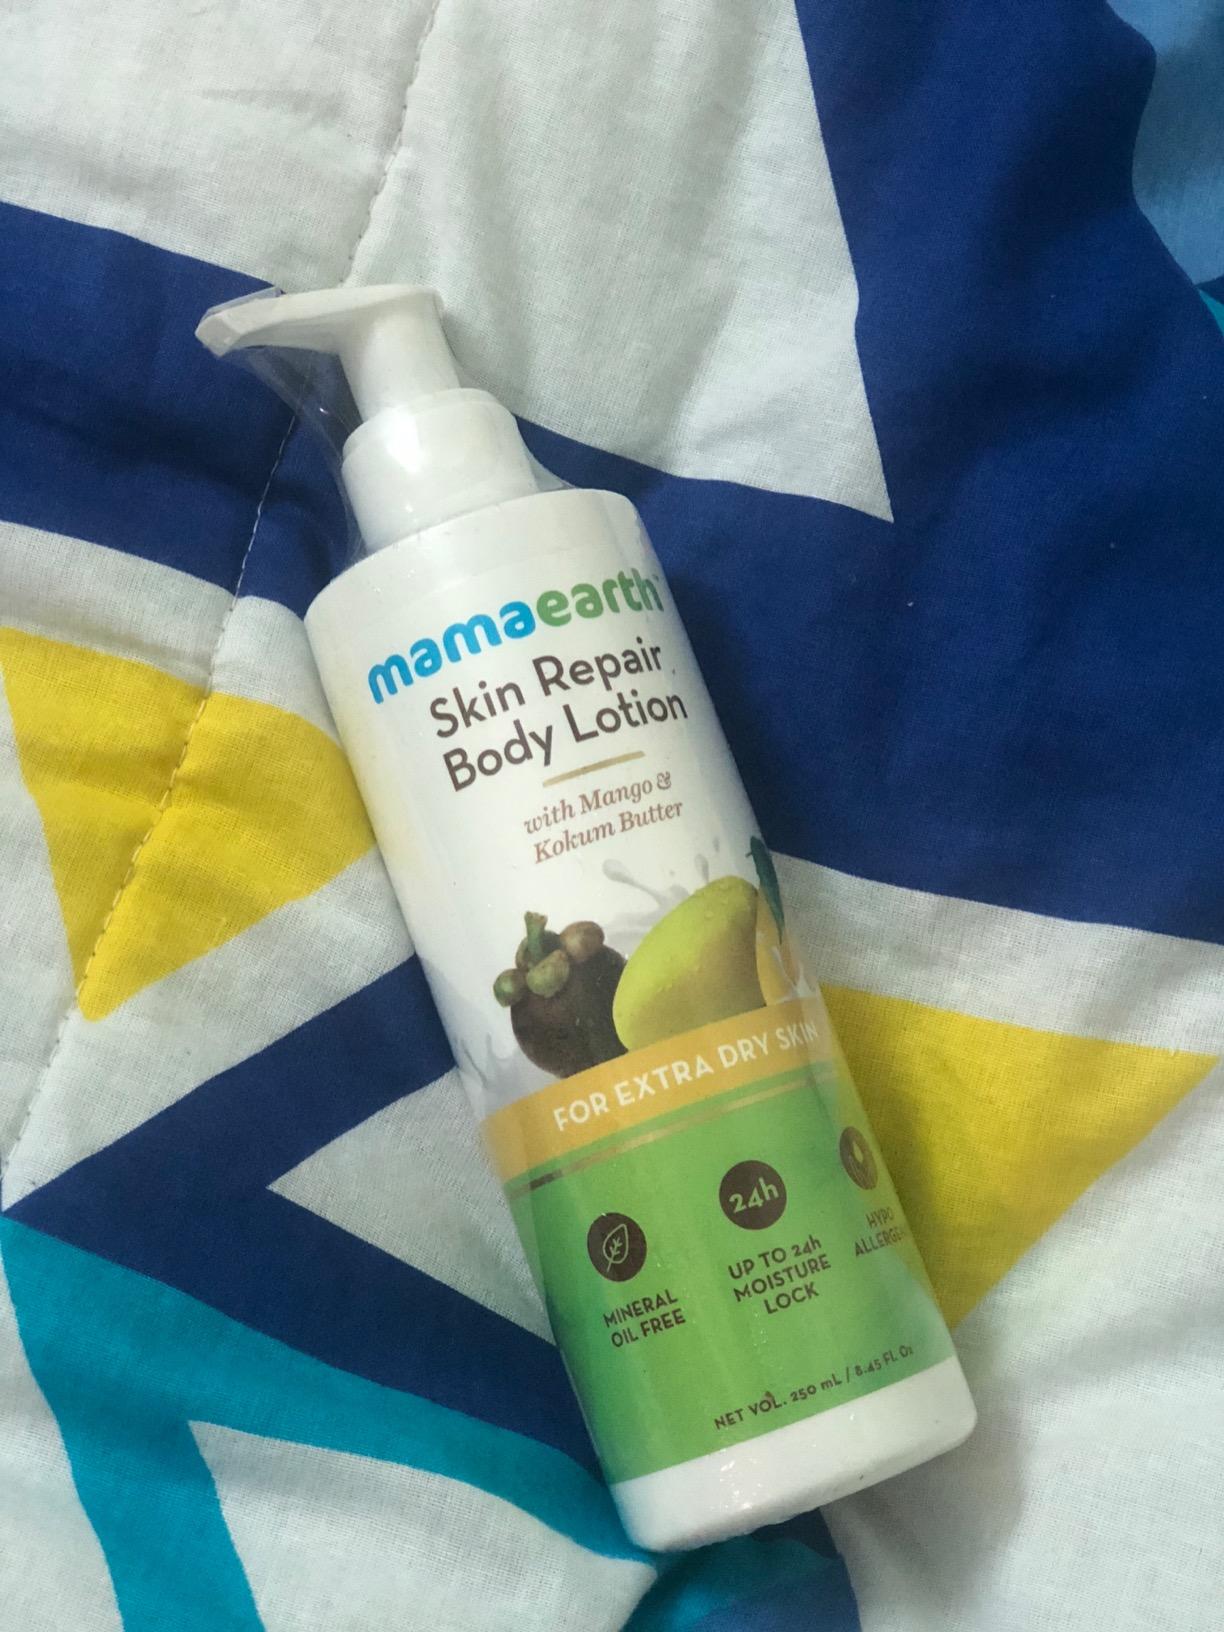 mamaearth™
Skin Repair
Body Lotion
with Mango &
Kokum Butter
FOR EXTRA DRY SKIN
MINERAL
OIL FREE
24h
UP TO 24h
MOISTURE
LOCK
HYPO
NET VOL. 250 mL / 8.45 FL Oz